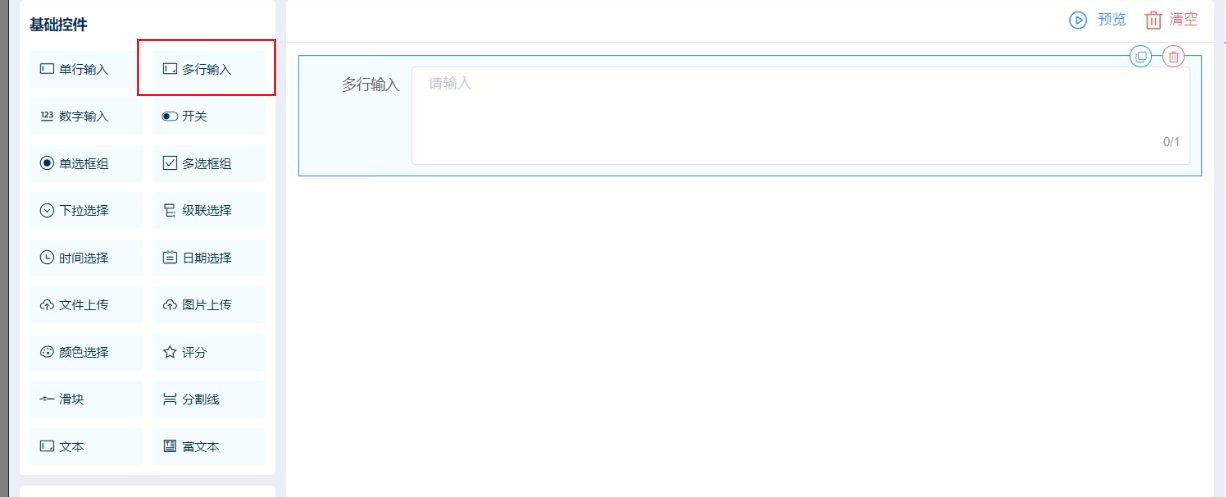 基础控件
单行输入
多行输入
123 数字输入
开关
单选框组
多选框组
下拉选择
级联选择
时间选择
日期选择
文件上传
图片上传
颜色选择
评分
滑块
分割线
文本
富文本
预览 清空
多行输入 请输入
0/1